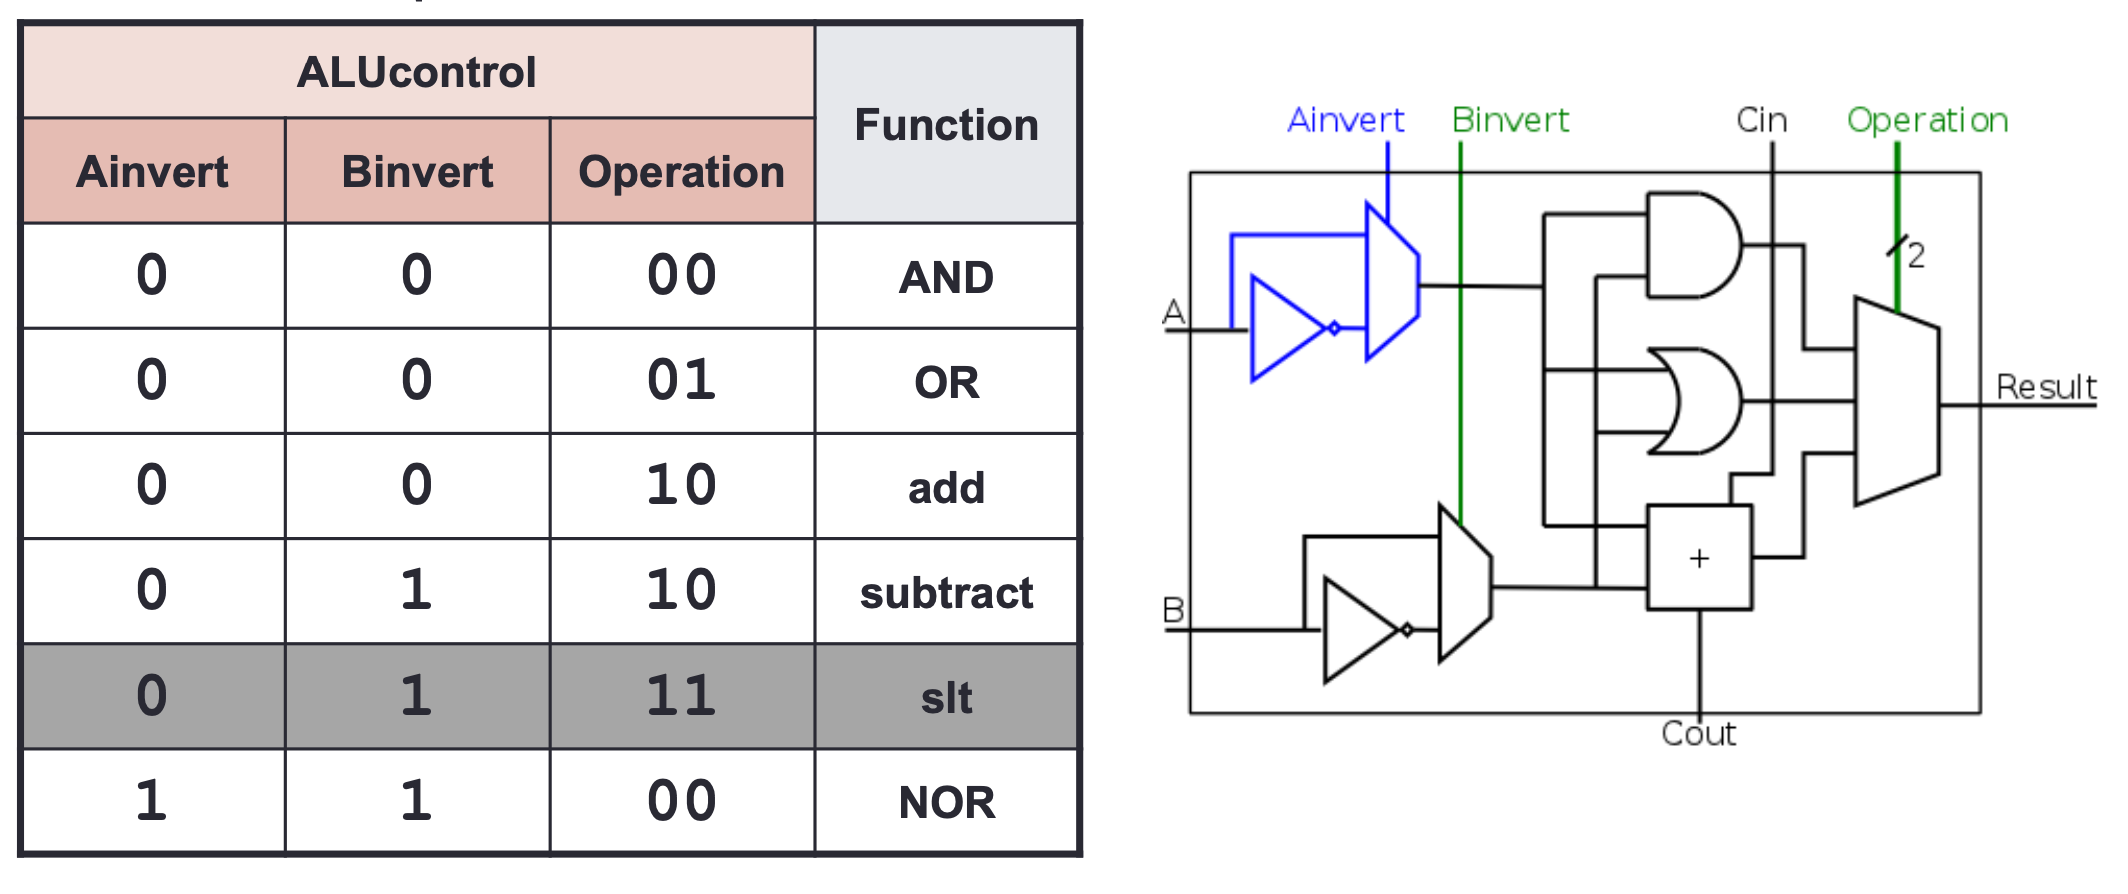 ALUcontrol
Function
Ainvert Binvert Operation
0 0 00 AND
0 0 01 OR
0 0 10 add
0 1 10 subtract
0 1 11 slt
1 1 00 NOR
Ainvert Binvert Cin Operation
2
A
Result
+
B
Cout